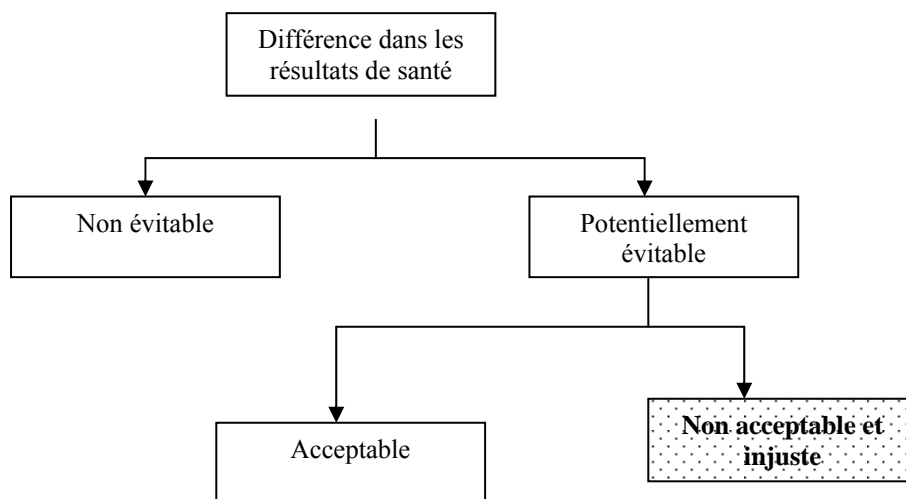 Différence dans les
résultats de santé
Non évitable
Potentiellement
évitable
Acceptable
Non acceptable et
injuste